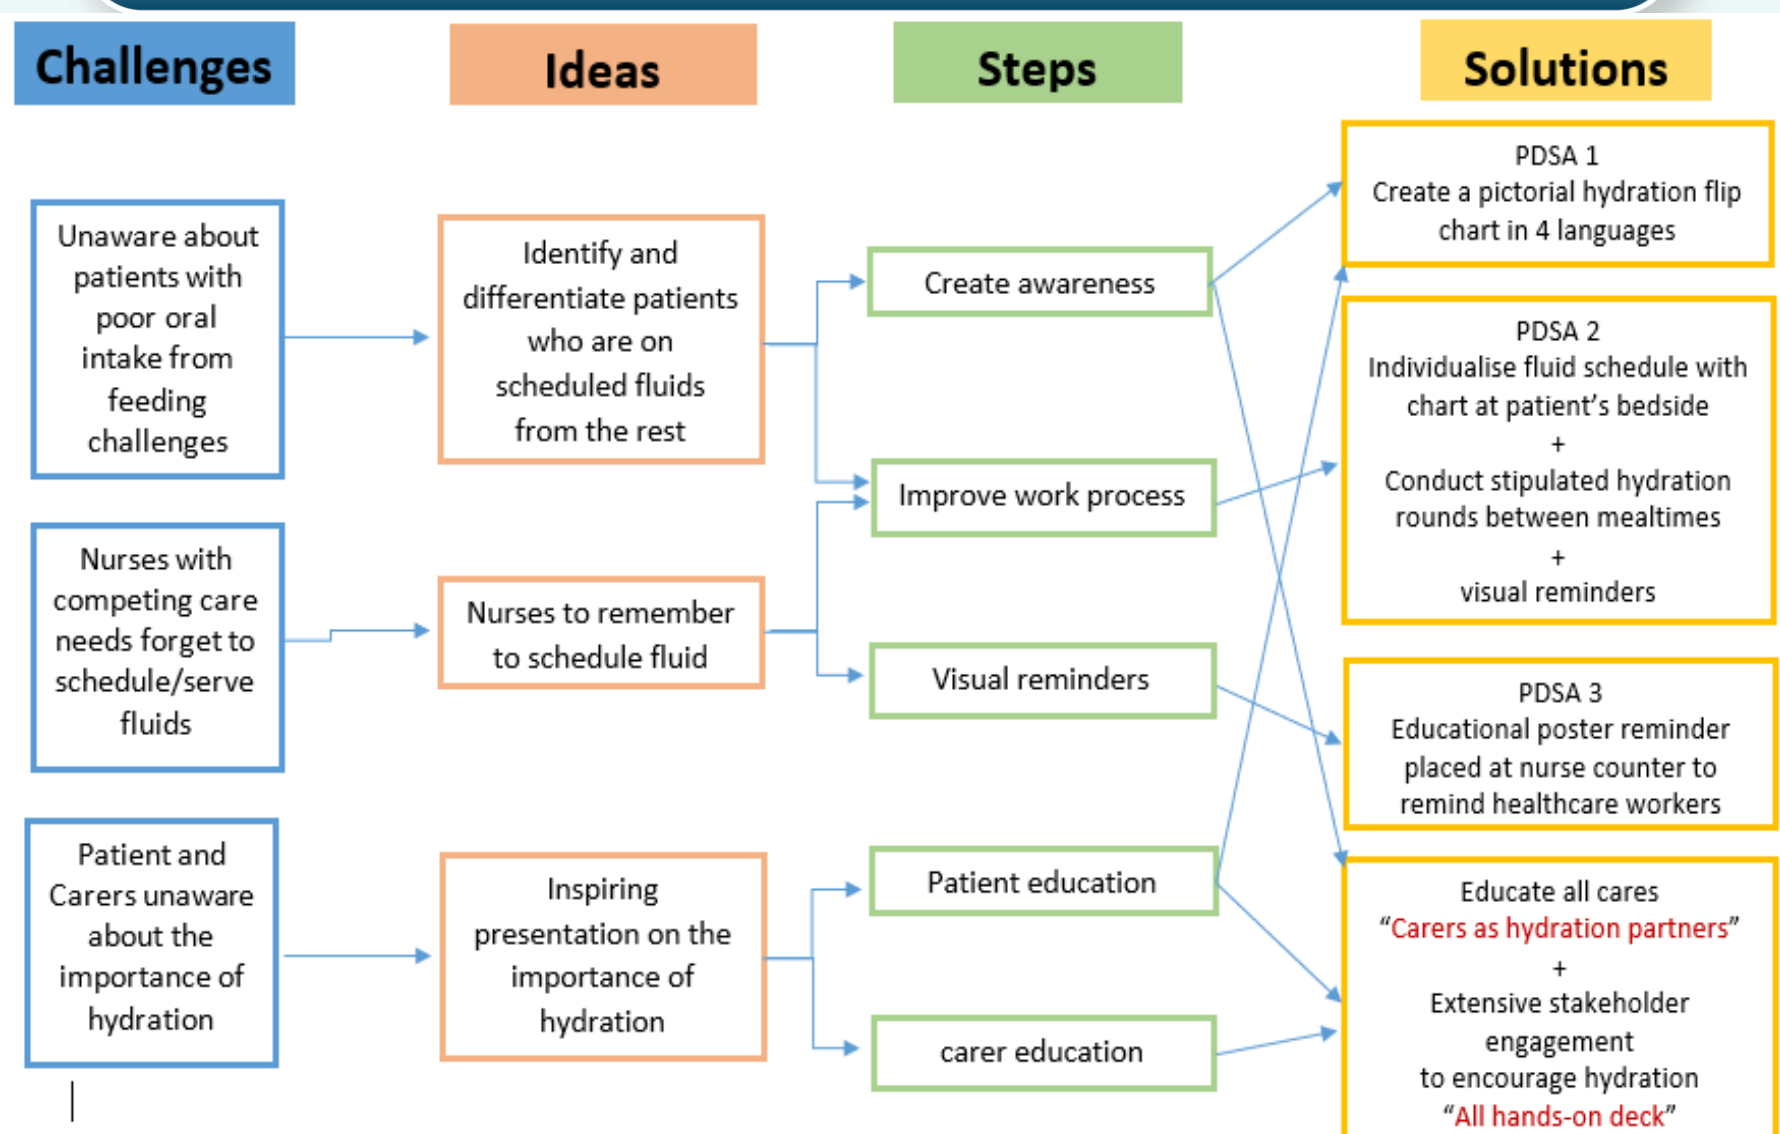 Challenges
Ideas
Steps
Solutions
Unaware about
patients with
poor oral
intake from
feeding
challenges
Nurses with
competing care
needs forget to
schedule/serve
fluids
Patient and
Carers unaware
about the
importance of
hydration
Identify and
differentiate patients
who are on
scheduled fluids
from the rest
Nurses to remember
to schedule fluid
Inspiring
presentation on the
importance of
hydration
Create awareness
Improve work process
Visual reminders
Patient education
carer education
PDSA 1
Create a pictorial hydration flip
chart in 4 languages
PDSA 2
Individualise fluid schedule with
chart at patient’s bedside
+
Conduct stipulated hydration
rounds between mealtimes
+
visual reminders
PDSA 3
Educational poster reminder
placed at nurse counter to
remind healthcare workers
Educate all cares
“Carers as hydration partners”
+
Extensive stakeholder
engagement
to encourage hydration
“All hands-on deck”